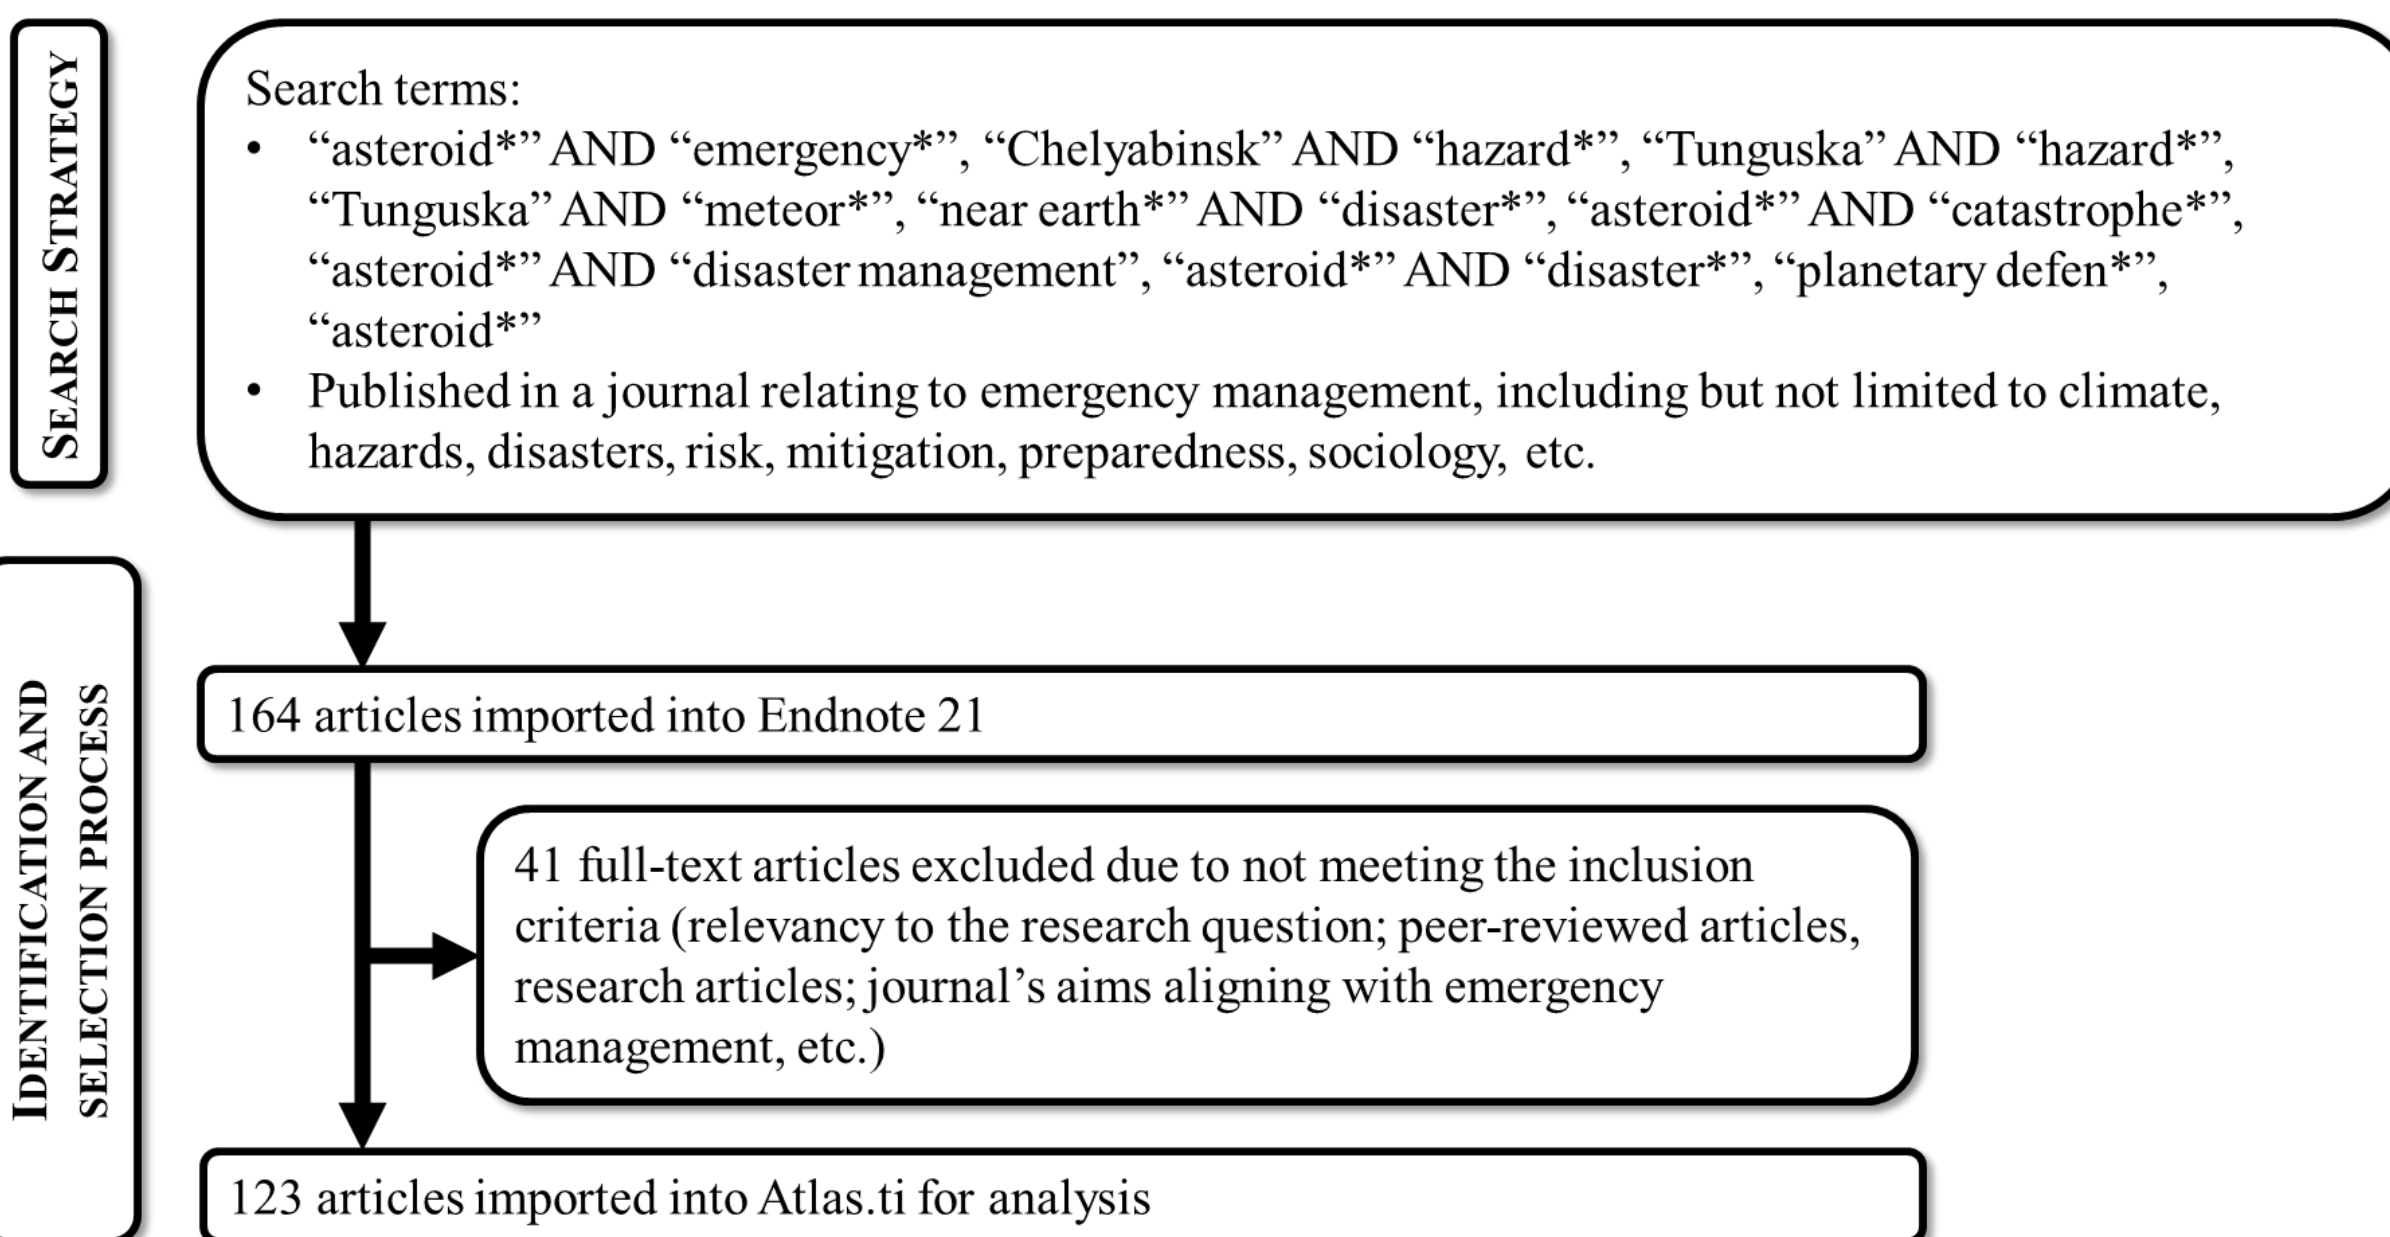 SEARCH STRATEGY
Search terms:
• “asteroid*” AND “emergency*”, “Chelyabinsk” AND “hazard*”, “Tunguska” AND “hazard*”,
“Tunguska” AND “meteor*”, “near earth*” AND “disaster*”, “asteroid*” AND “catastrophe*”,
“asteroid*” AND “disaster management”, “asteroid*” AND “disaster*”, “planetary defen*”,
“asteroid*”
• Published in a journal relating to emergency management, including but not limited to climate,
hazards, disasters, risk, mitigation, preparedness, sociology, etc.
IDENTIFICATION AND
SELECTION PROCESS
164 articles imported into Endnote 21
41 full-text articles excluded due to not meeting the inclusion
criteria (relevancy to the research question; peer-reviewed articles,
research articles; journal’s aims aligning with emergency
management, etc.)
123 articles imported into Atlas.ti for analysis